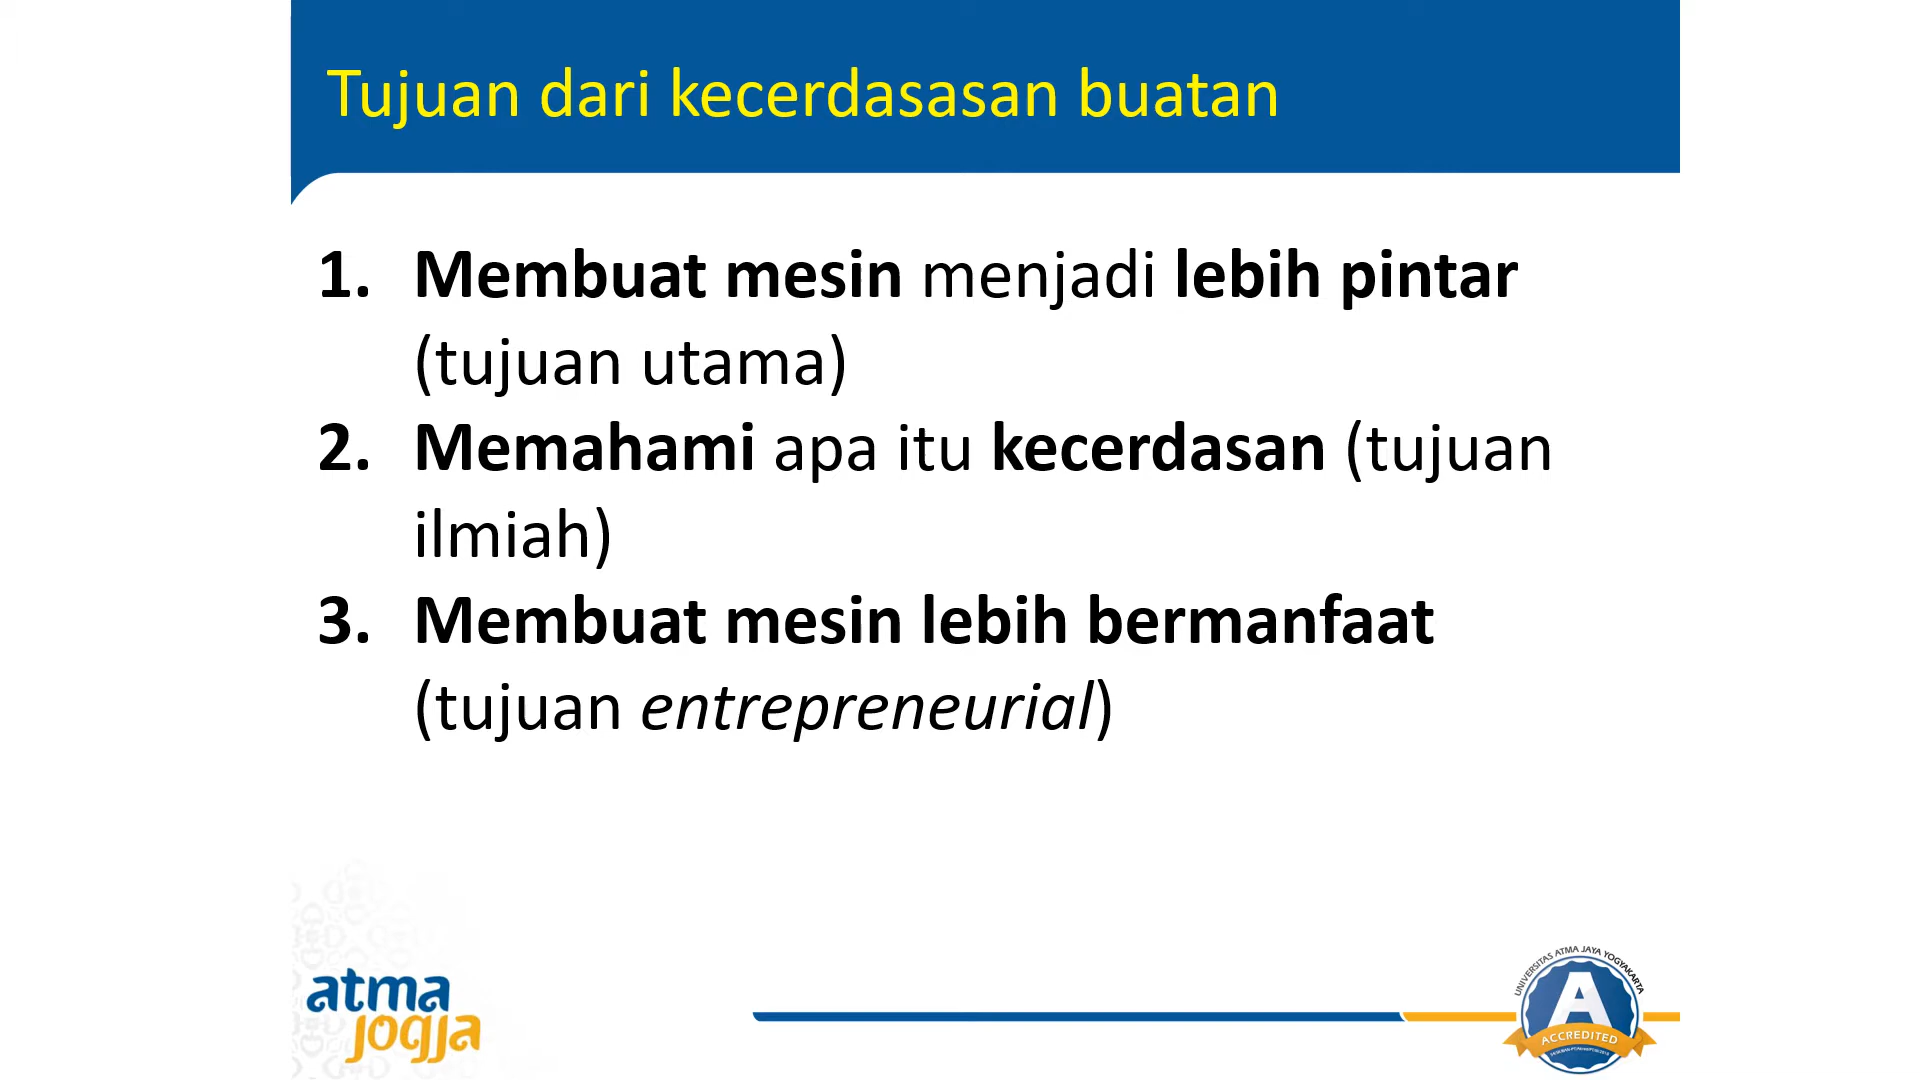 Tujuan dari kecerdasasan buatan
1. Membuat mesin menjadi lebih pintar
(tujuan utama)
2. Memahami apa itu kecerdasan (tujuan
ilmiah)
3. Membuat mesin lebih bermanfaat
(tujuan entrepreneurial)
atma
jogja
UNIVERSITAS ATMA JAYA YOGYAKARTA
A
ACCREDITED